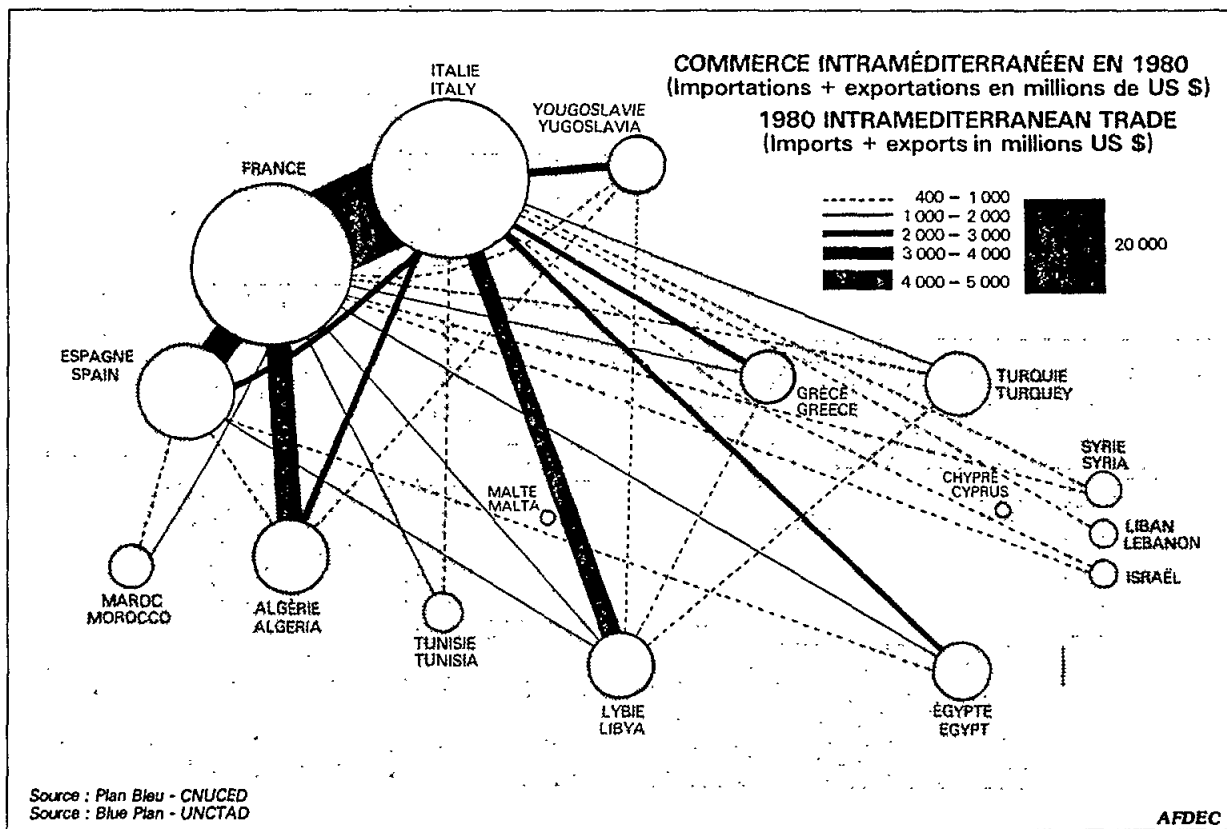 COMMERCE INTRAMÉDITERRANÉEN EN 1980
(Importations + exportations en millions de US $)
1980 INTRAMEDITERRANEAN TRADE
(Imports + exports in millions US $)
400 – 1 000
1 000 – 2 000
2 000 – 3 000
3 000 – 4 000
4 000 – 5 000
20 000
ITALIE
ITALY
YOUGOSLAVIE
YUGOSLAVIA
FRANCE
ESPAGNE
SPAIN
GRÈCE
GREECE
TURQUIE
TURQUEY
SYRIE
SYRIA
CHYPRE
CYPRUS
MALTE
MALTA
LIBAN
LEBANON
ISRAËL
MAROC
MOROCCO
ALGÈRIE
ALGERIA
TUNISIE
TUNISIA
LYBIE
LIBYA
ÉGYPTE
EGYPT
Source : Plan Bleu - CNUCED
Source : Blue Plan - UNCTAD
AFDEC